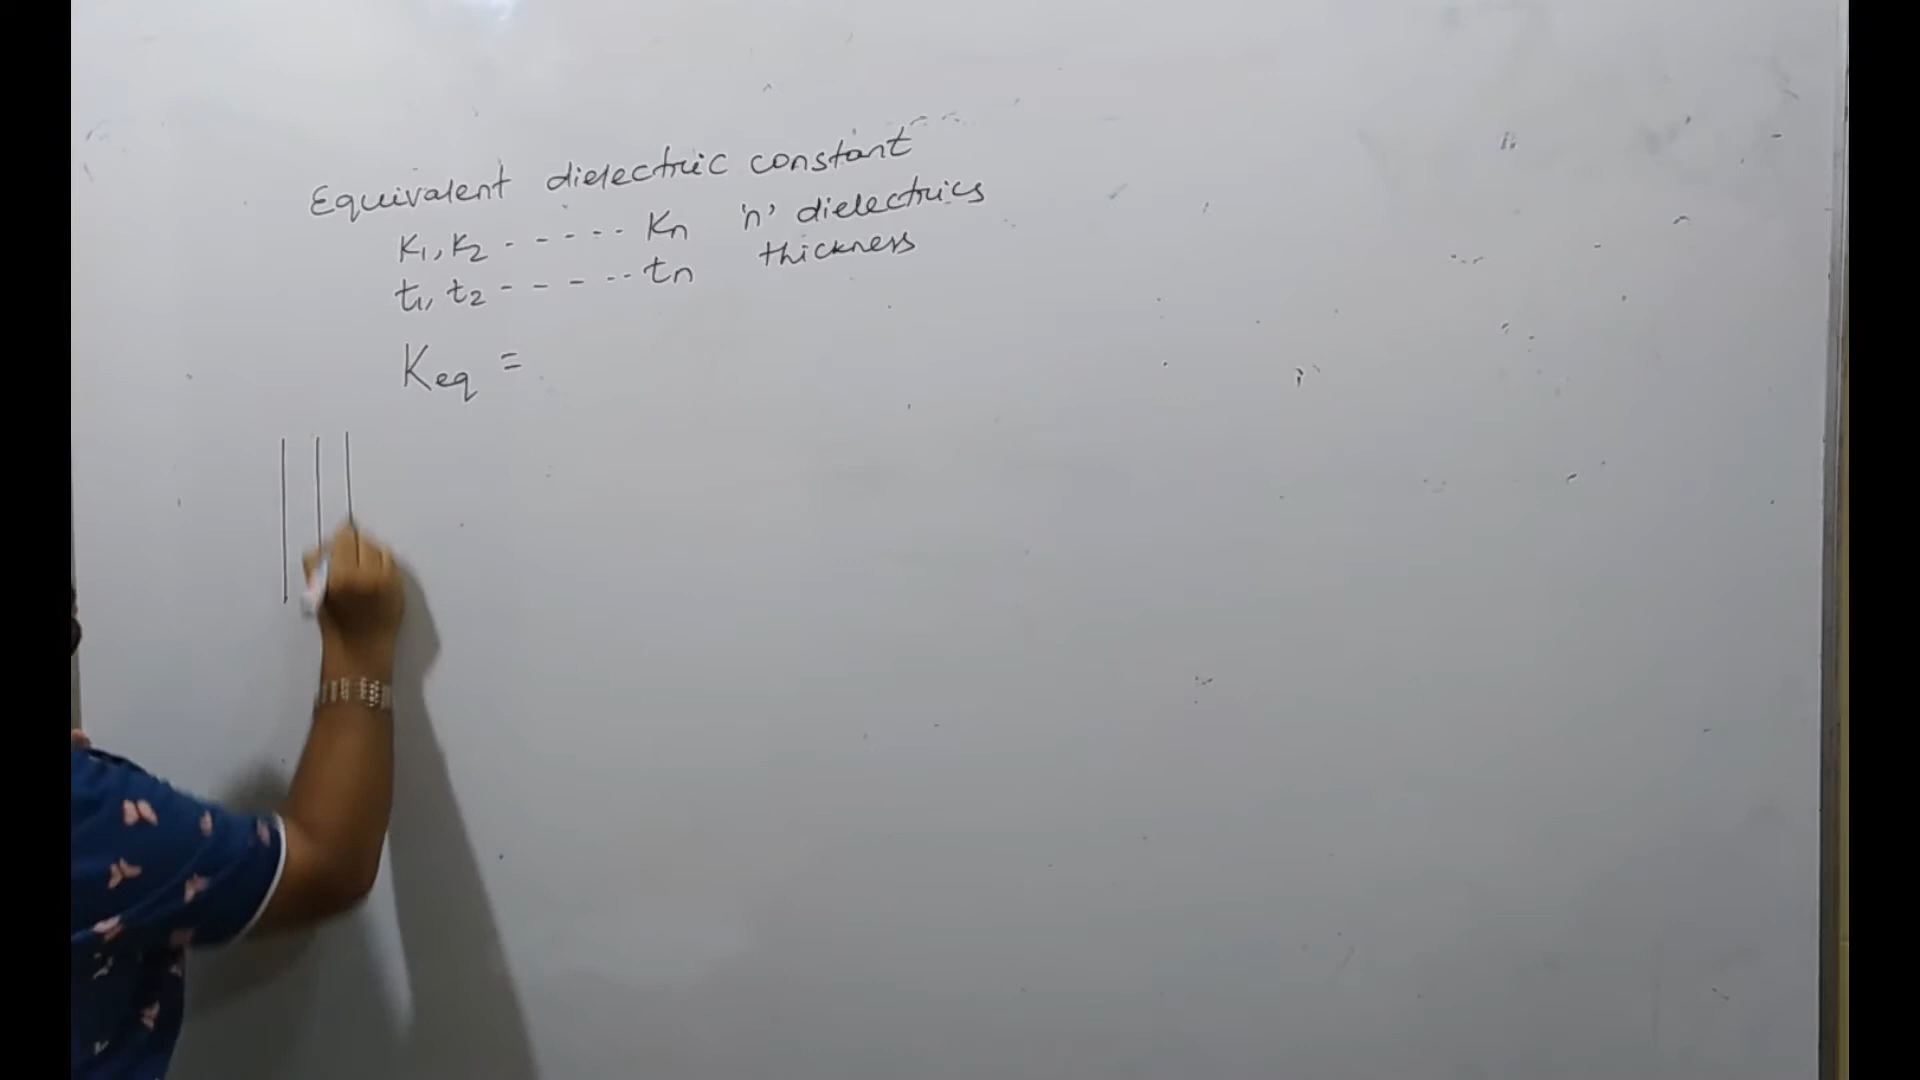 Equivalent dielectric constant
K1, K2 - - - - - - Kn 'n' dielectrics
t1, t2 - - - - - - - tn thickness
Keq =